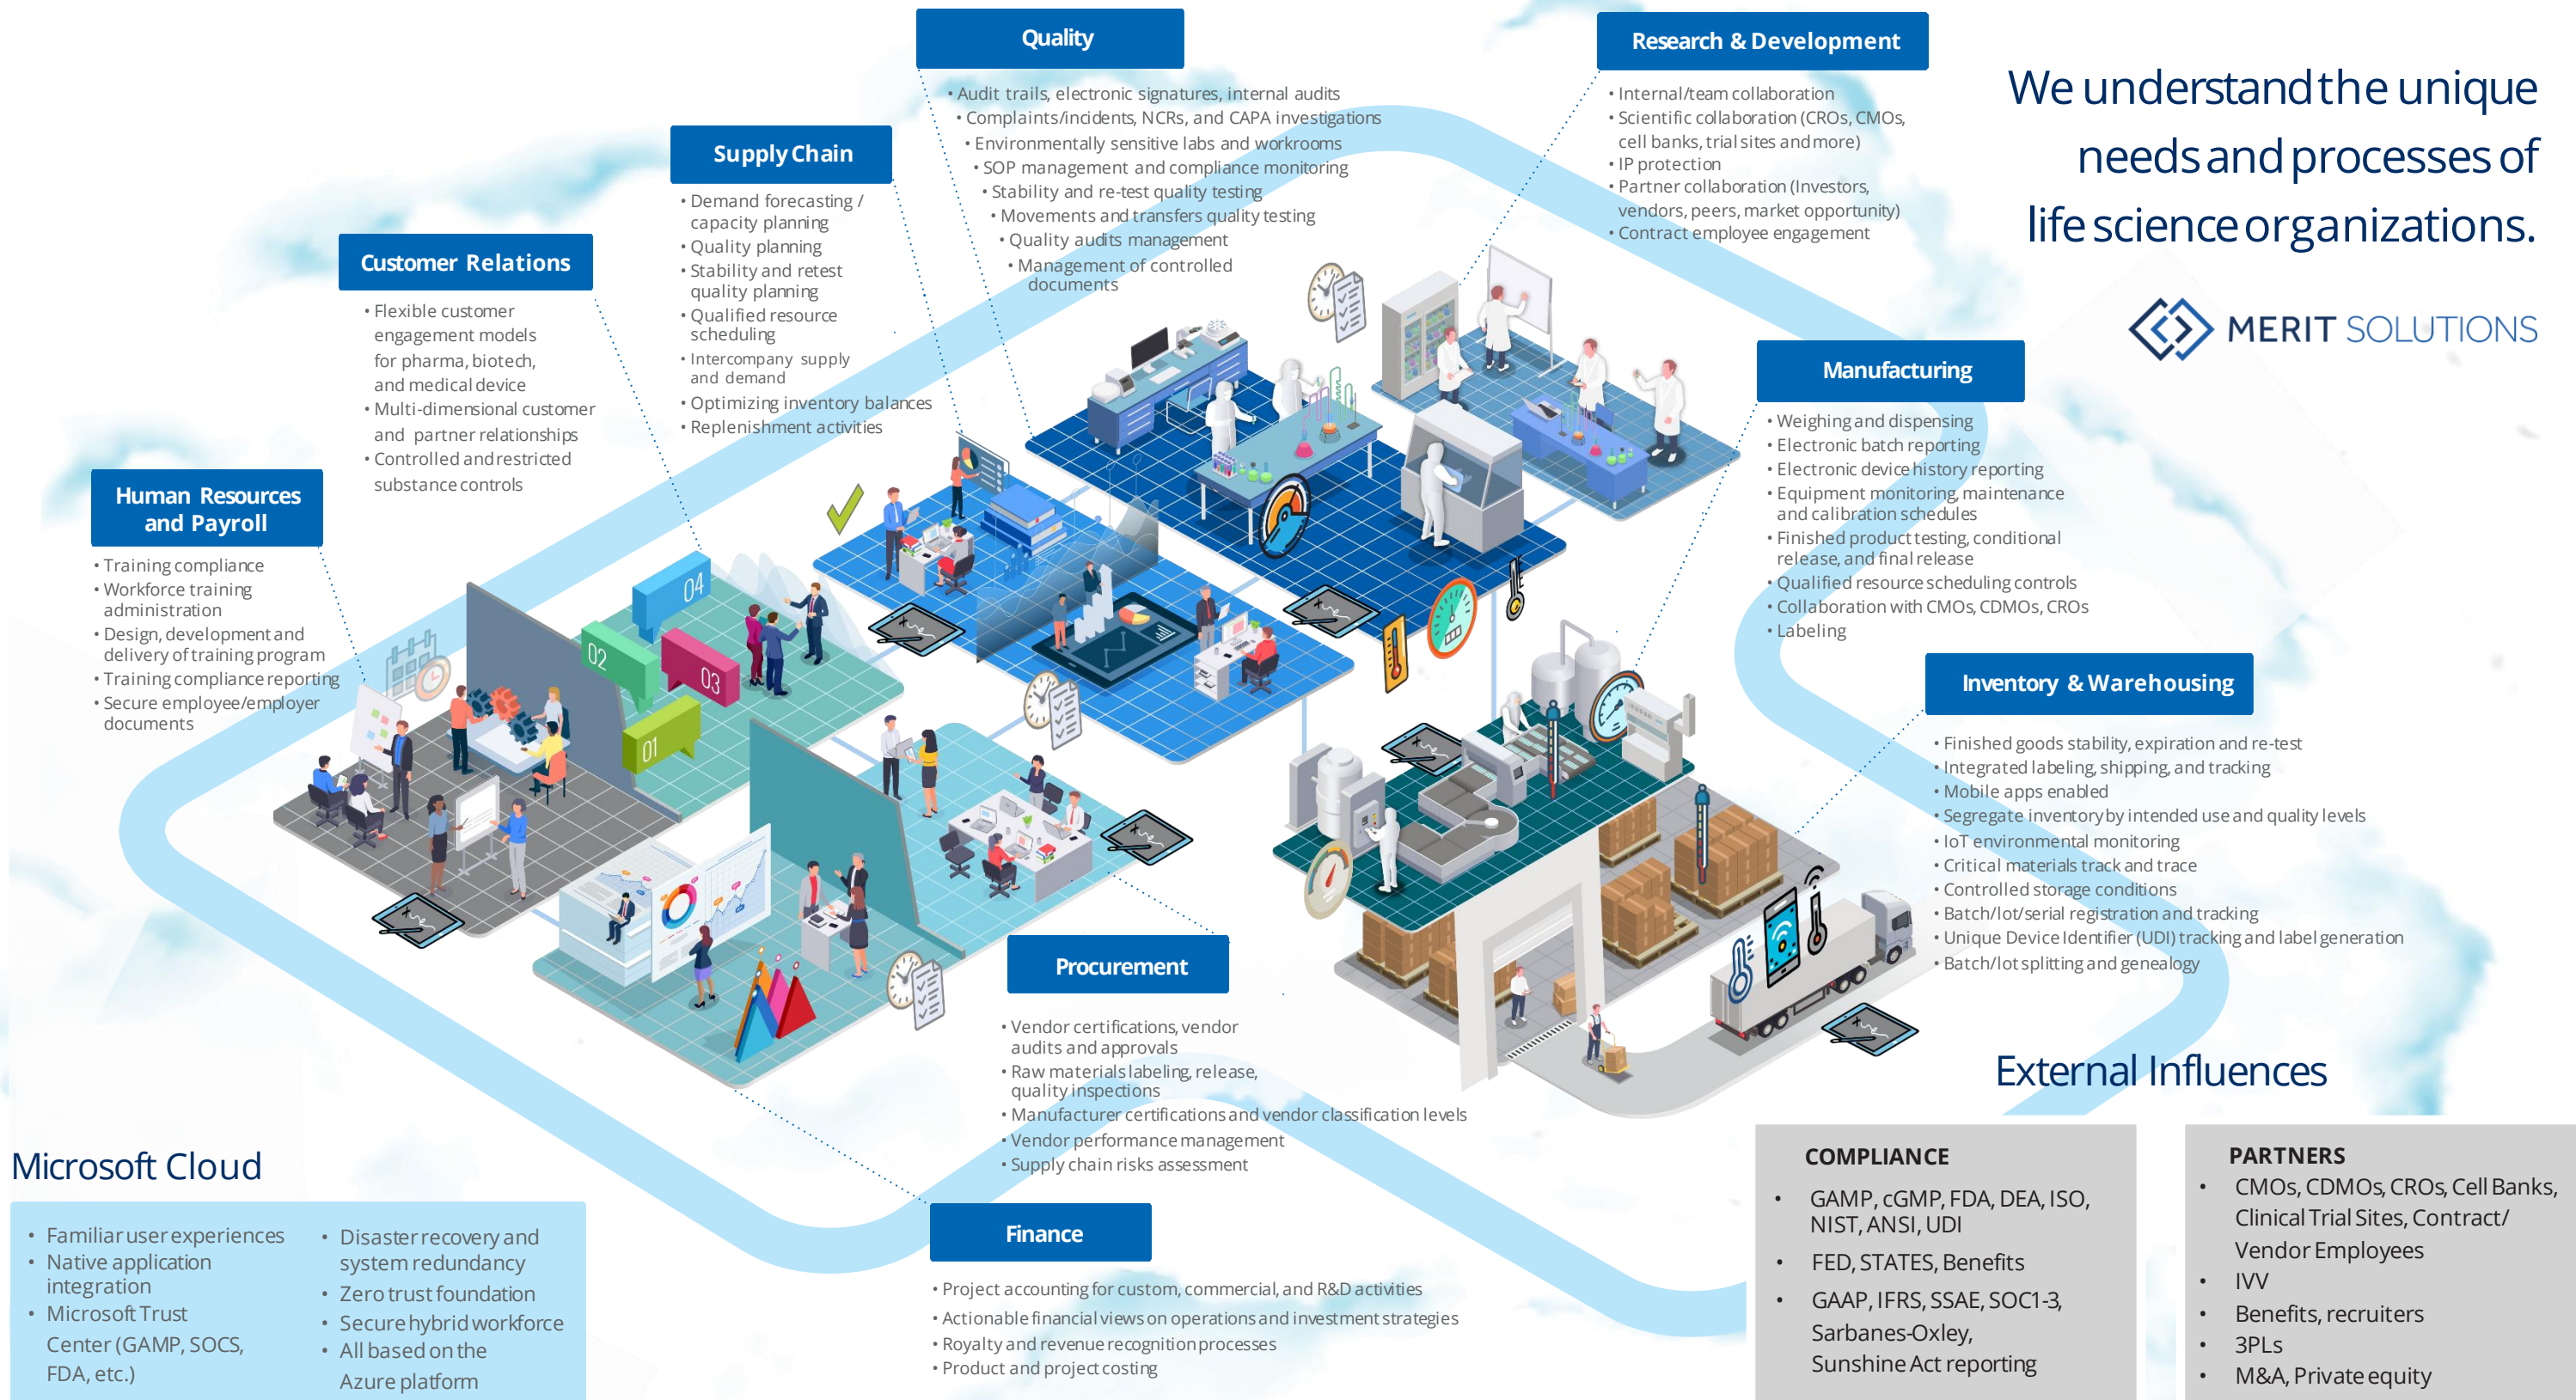 Quality
• Audit trails, electronic signatures, internal audits
• Complaints/incidents, NCRs, and CAPA investigations
• Environmentally sensitive labs and workrooms
• SOP management and compliance monitoring
• Stability and re-test quality testing
• Movements and transfers quality testing
• Quality audits management
• Management of controlled
documents
Research & Development
• Internal/team collaboration
• Scientific collaboration (CROs, CMOs,
cell banks, trial sites and more)
• IP protection
• Partner collaboration (Investors,
vendors, peers, market opportunity)
• Contract employee engagement
We understand the unique
needs and processes of
life science organizations.
MERIT SOLUTIONS
Supply Chain
• Demand forecasting /
capacity planning
• Quality planning
• Stability and retest
quality planning
• Qualified resource
scheduling
• Intercompany supply
and demand
• Optimizing inventory balances
• Replenishment activities
Customer Relations
• Flexible customer
engagement models
for pharma, biotech,
and medical device
• Multi-dimensional customer
and partner relationships
• Controlled and restricted
substance controls
Human Resources
and Payroll
• Training compliance
• Workforce training
administration
• Design, development and
delivery of training program
• Training compliance reporting
• Secure employee/employer
documents
04
02
03
01
Manufacturing
• Weighing and dispensing
• Electronic batch reporting
• Electronic device history reporting
• Equipment monitoring, maintenance
and calibration schedules
• Finished product testing, conditional
release, and final release
• Qualified resource scheduling controls
• Collaboration with CMOs, CDMOs, CROs
• Labeling
Inventory & Warehousing
• Finished goods stability, expiration and re-test
• Integrated labeling, shipping, and tracking
• Mobile apps enabled
• Segregate inventory by intended use and quality levels
• IoT environmental monitoring
• Critical materials track and trace
• Controlled storage conditions
• Batch/lot/serial registration and tracking
• Unique Device Identifier (UDI) tracking and label generation
• Batch/lot splitting and genealogy
Procurement
• Vendor certifications, vendor
audits and approvals
• Raw materials labeling, release,
quality inspections
• Manufacturer certifications and vendor classification levels
• Vendor performance management
• Supply chain risks assessment
Finance
• Project accounting for custom, commercial, and R&D activities
• Actionable financial views on operations and investment strategies
• Royalty and revenue recognition processes
• Product and project costing
Microsoft Cloud
• Familiar user experiences
• Native application
integration
• Microsoft Trust
Center (GAMP, SOCS,
FDA, etc.)
• Disaster recovery and
system redundancy
• Zero trust foundation
• Secure hybrid workforce
• All based on the
Azure platform
External Influences
COMPLIANCE
• GAMP, cGMP, FDA, DEA, ISO,
NIST, ANSI, UDI
• FED, STATES, Benefits
• GAAP, IFRS, SSAE, SOC1-3,
Sarbanes-Oxley,
Sunshine Act reporting
PARTNERS
• CMOs, CDMOs, CROs, Cell Banks,
Clinical Trial Sites, Contract/
Vendor Employees
• IVV
• Benefits, recruiters
• 3PLs
• M&A, Private equity